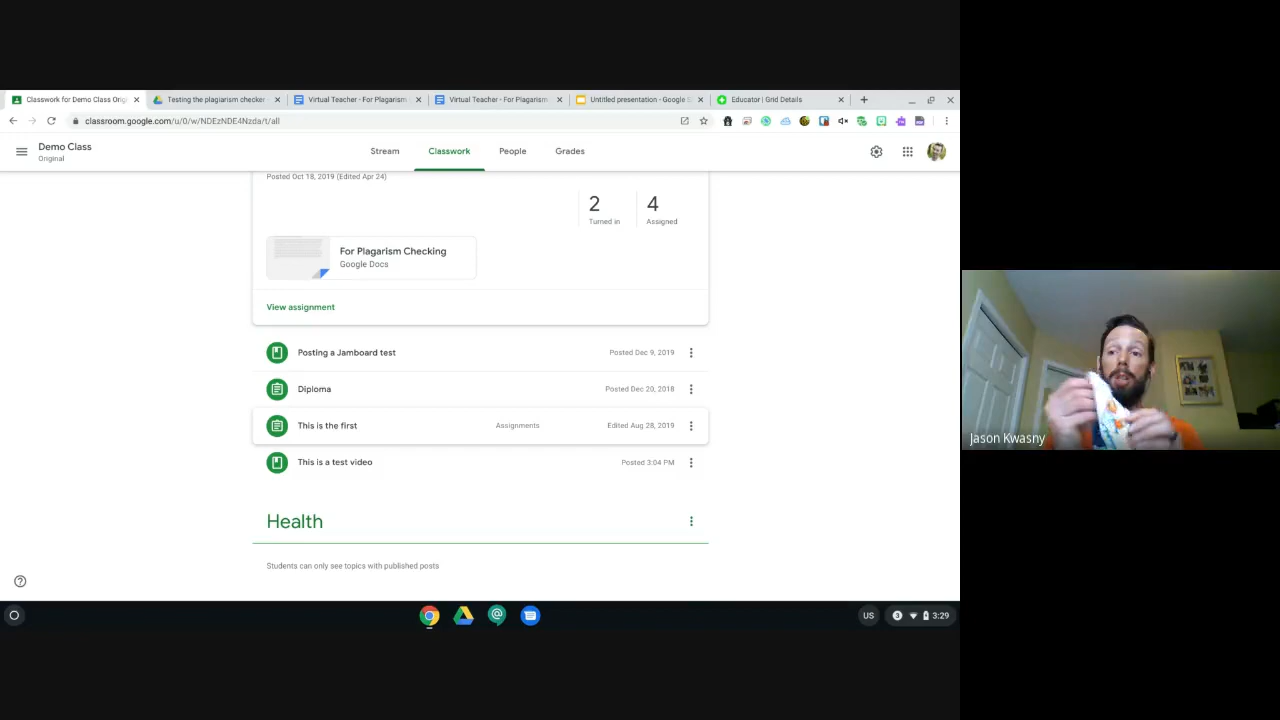 Classwork for Demo Class Orig
Testing the plagiarism checker
Virtual Teacher - For Plagarism
Virtual Teacher - For Plagarism
Untitled presentation - Google S
Educator | Grid Details
classroom.google.com/u/0/w/NDEzNDE4Nzda/t/all
Demo Class
Original
Stream
Classwork
People
Grades
Posted Oct 18, 2019 (Edited Apr 24)
2
Turned in
4
Assigned
For Plagarism Checking
Google Docs
View assignment
Posting a Jamboard test
Posted Dec 9, 2019
Diploma
Posted Dec 20, 2018
This is the first
Assignments
Edited Aug 28, 2019
This is a test video
Posted 3:04 PM
Health
Students can only see topics with published posts
US
3:29
Jason Kwasny